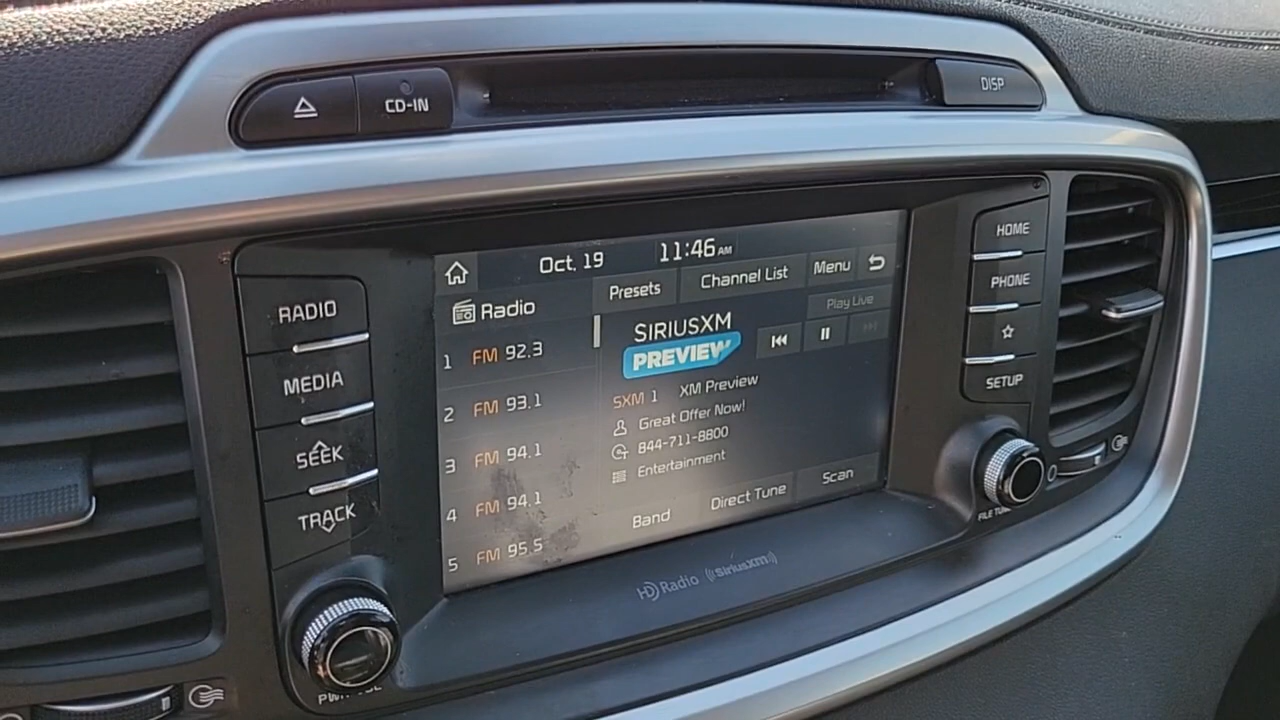 CD-IN
DISP
RADIO
MEDIA
SEEK
TRACK
Oct. 19
11:46 AM
Radio
Presets
Channel List
Menu
1 FM 92.3
2 FM 93.1
3 FM 94.1
4 FM 94.1
5 FM 95.5
SIRIUSXM
PREVIEW
Play Live
SXM 1 XM Preview
Great Offer Now!
844-711-8800
Entertainment
Band
Direct Tune
Scan
HD Radio
((SiriusXM))
HOME
PHONE
SETUP
FILE